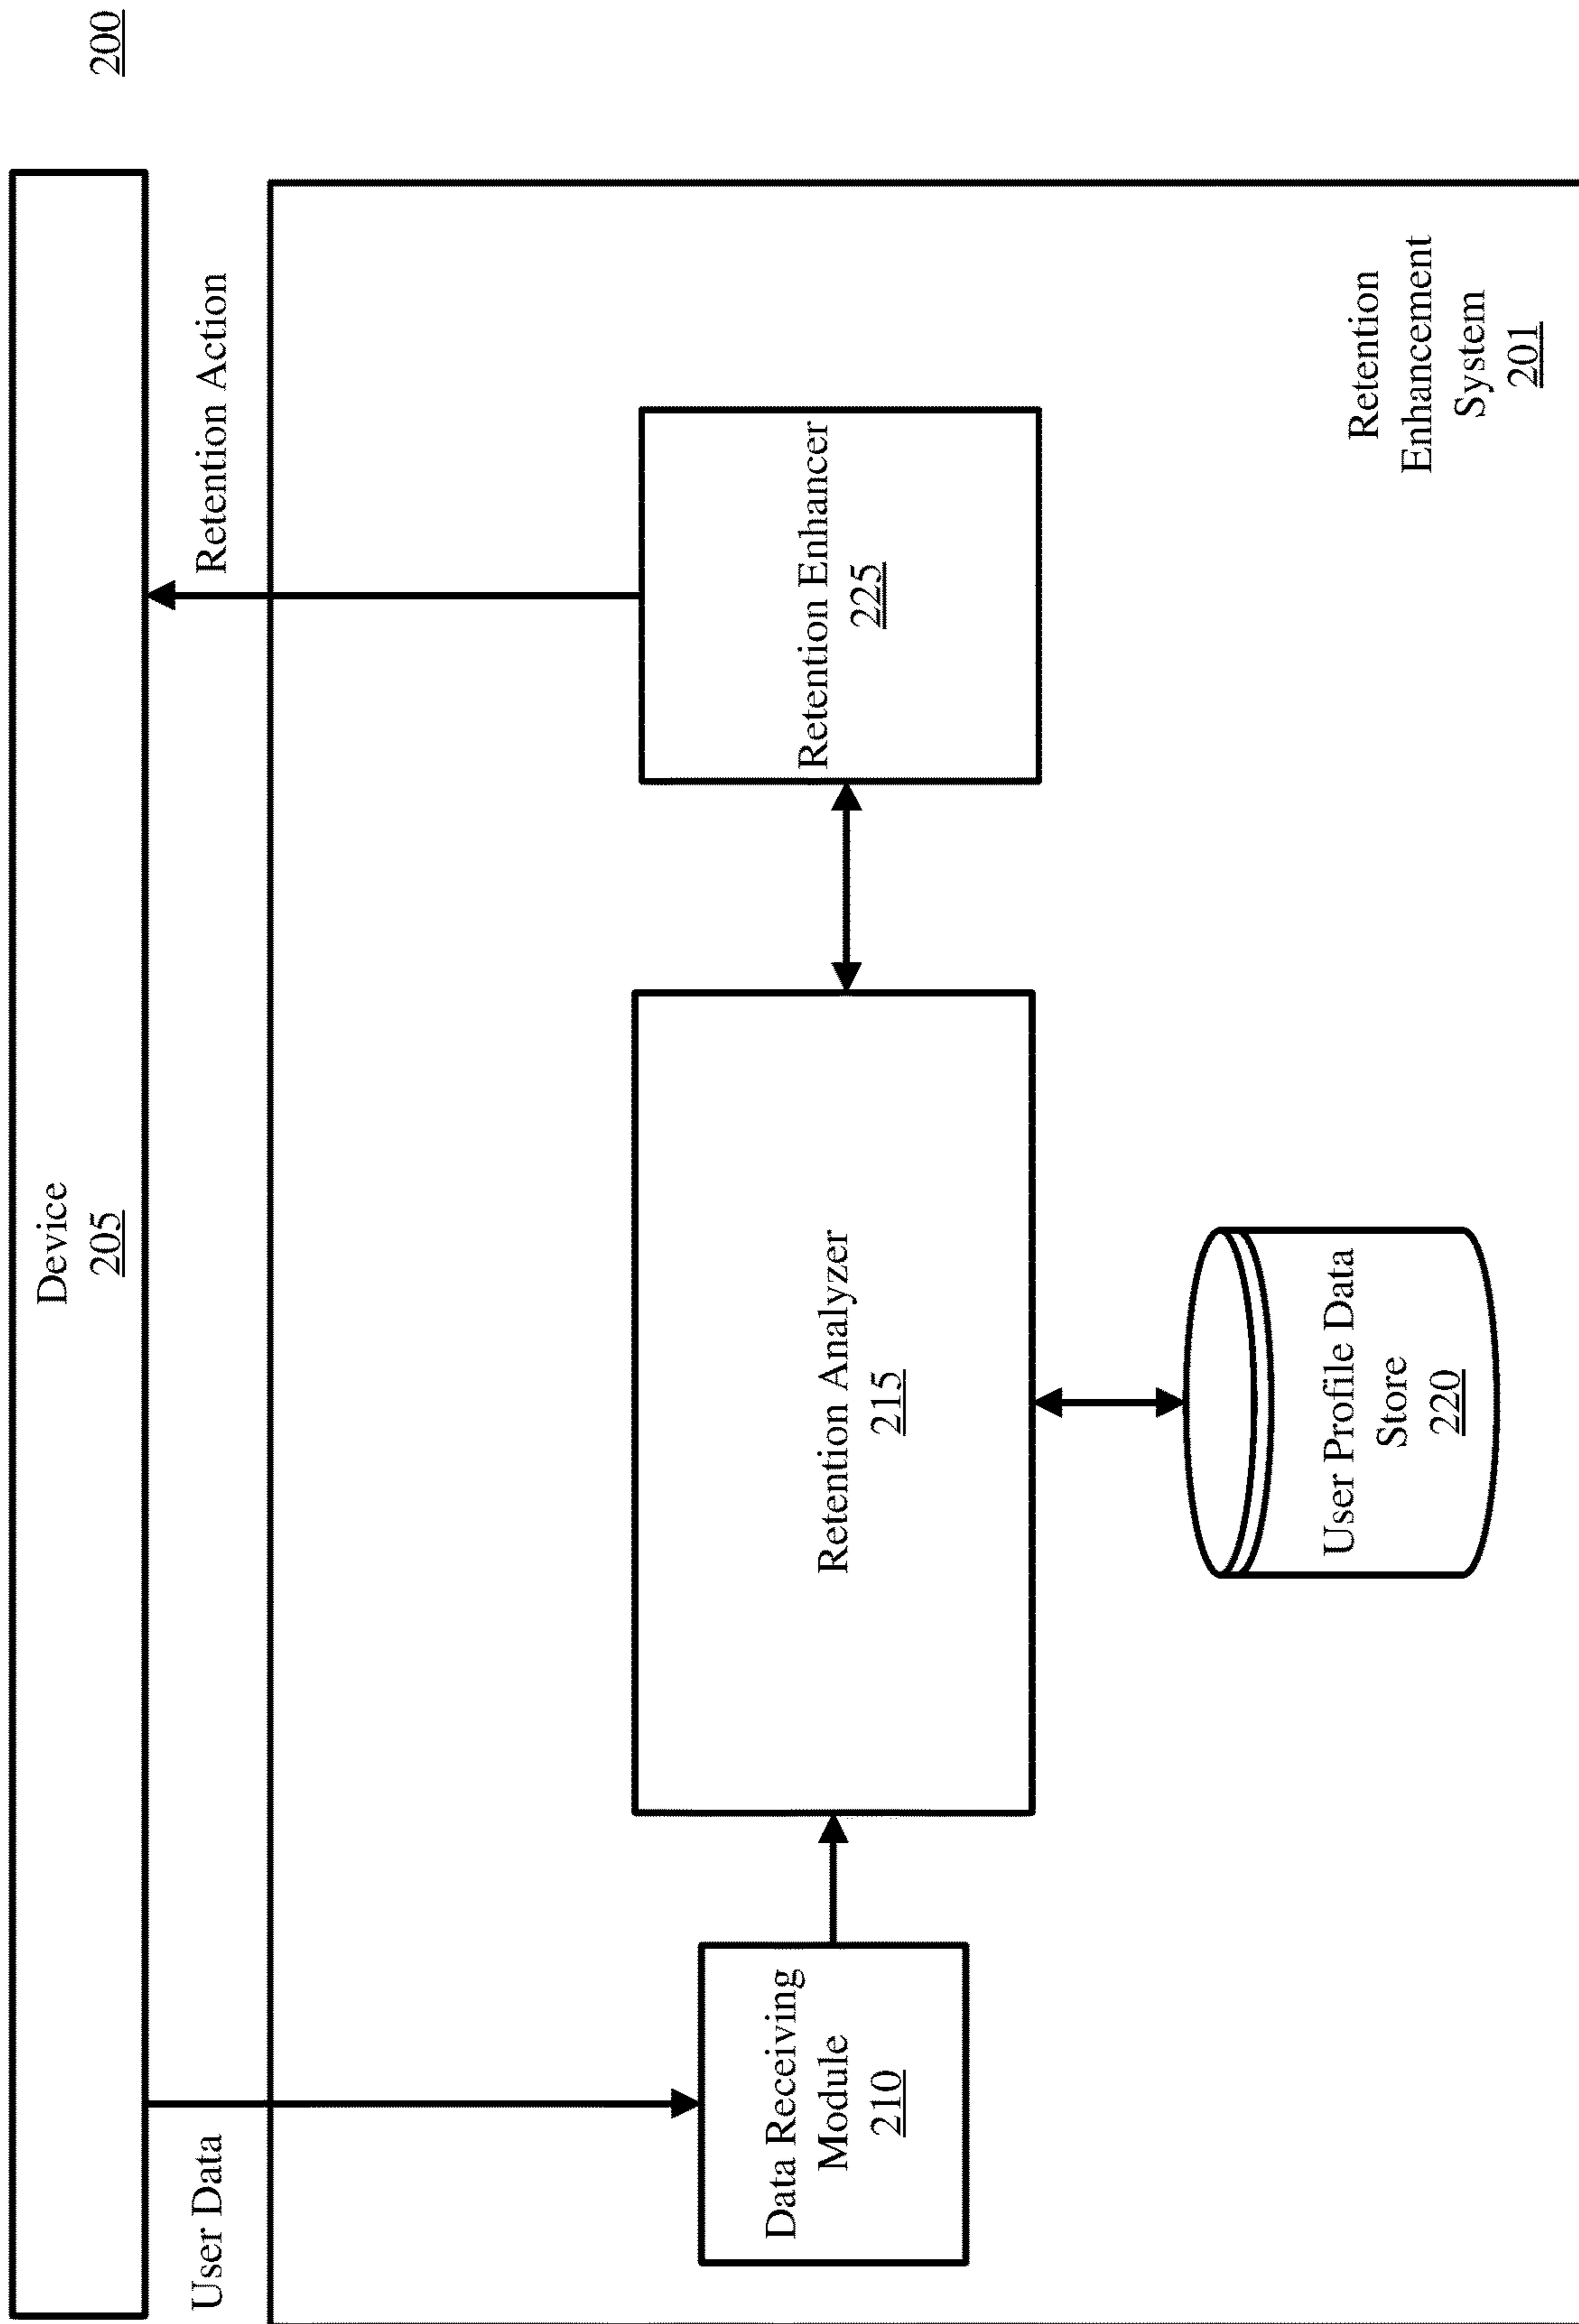 200
Device
205
User Data
Retention Action
Data Receiving
Module
210
Retention Analyzer
215
Retention Enhancer
225
User Profile Data
Store
220
Retention
Enhancement
System
201